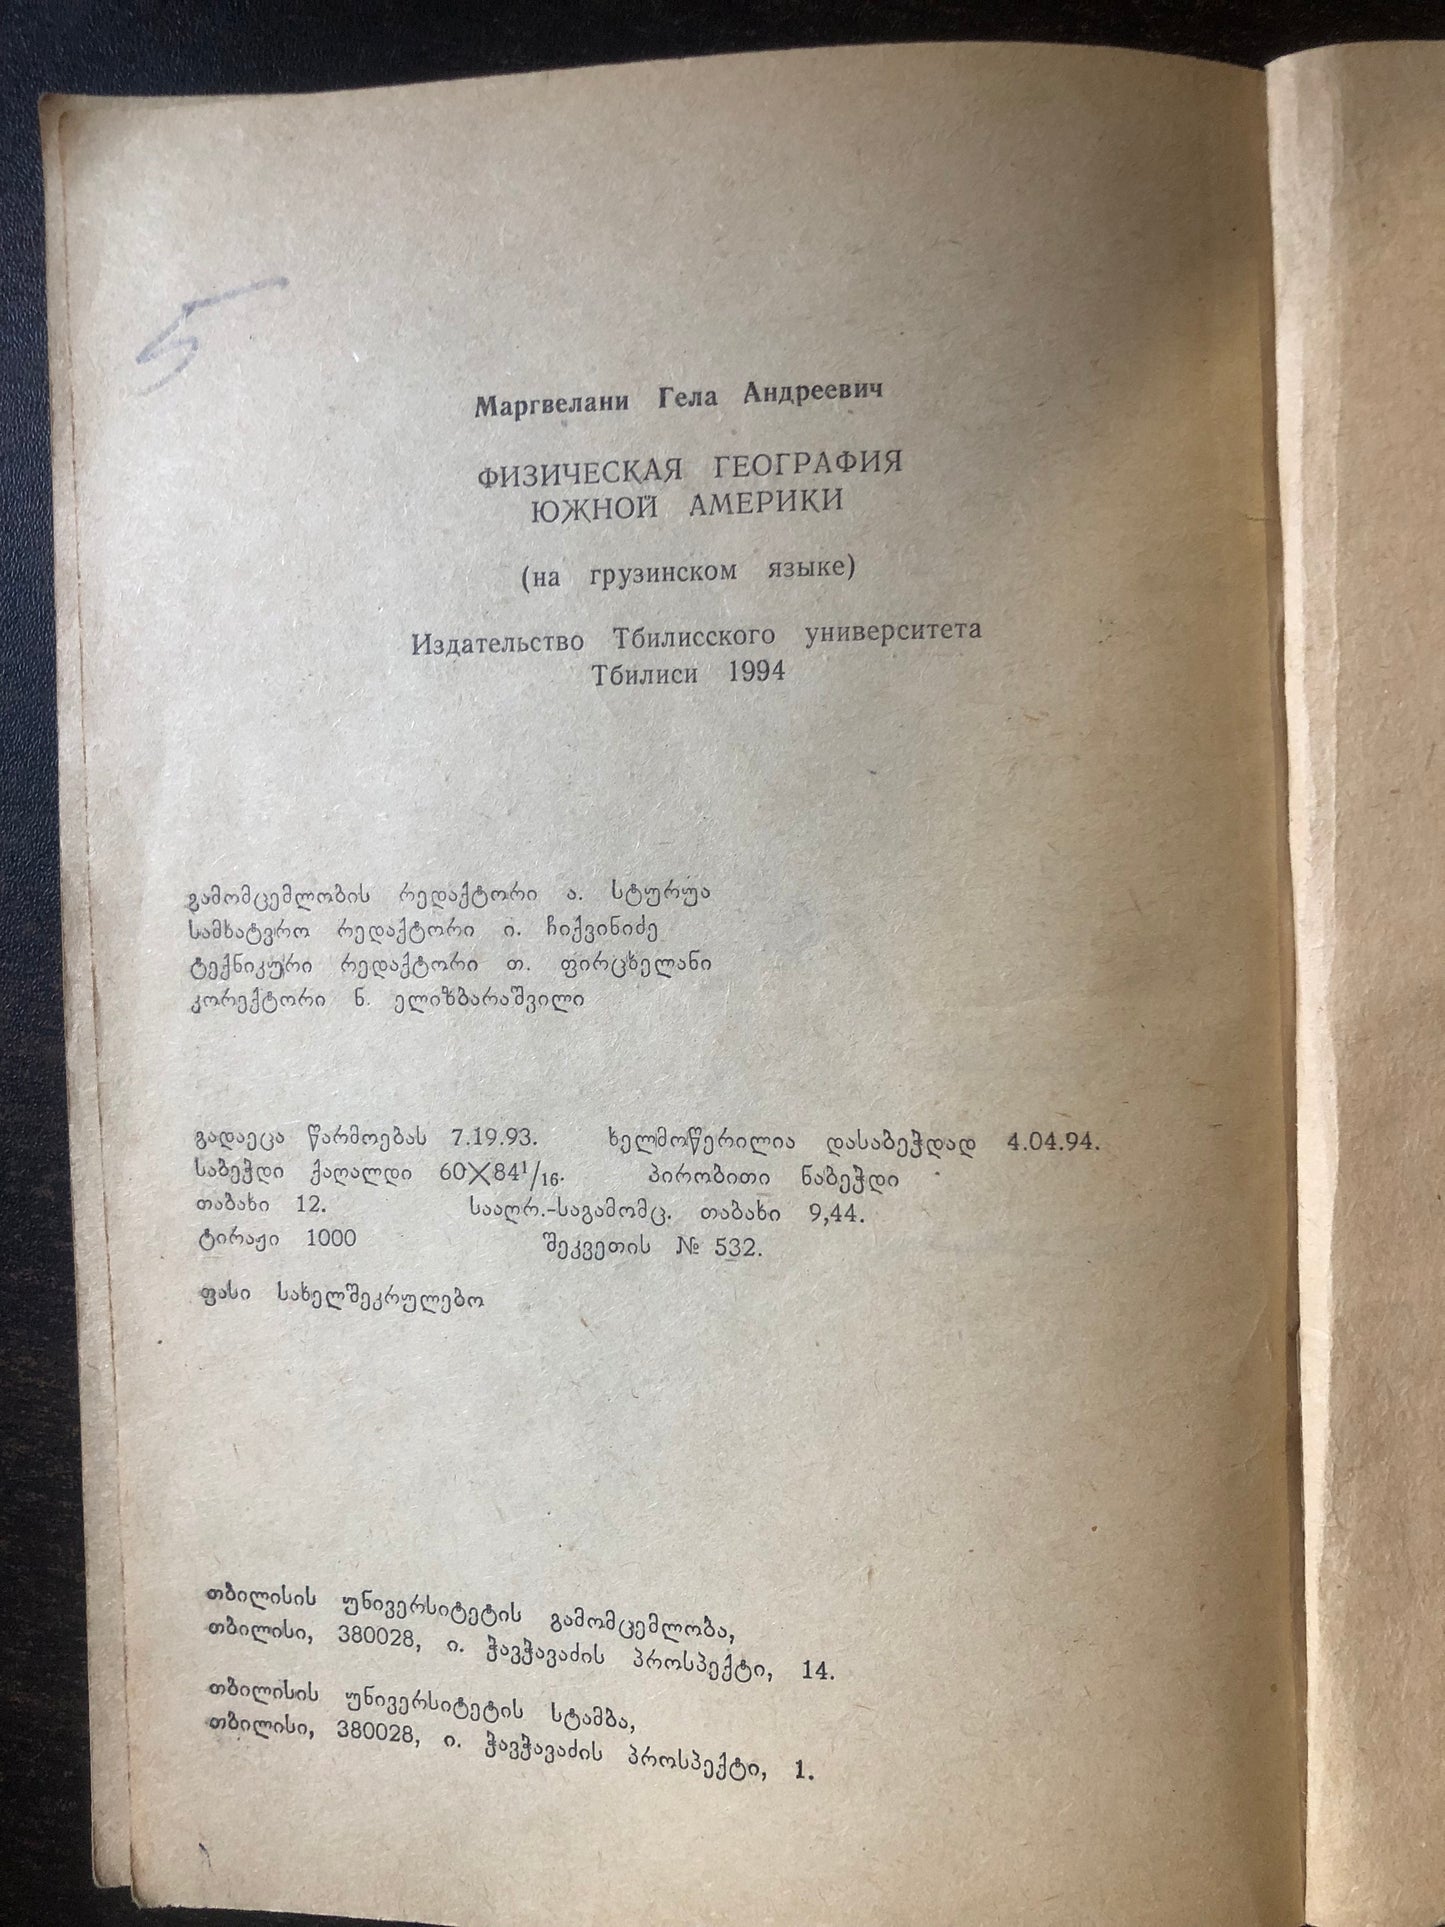 5
Маргвелани Гела Андреевич
ФИЗИЧЕСКАЯ ГЕОГРАФИЯ
ЮЖНОЙ АМЕРИКИ
(на грузинском языке)
Издательство Тбилисского университета
Тбилиси 1994
გამომცემლობის რედაქტორი ა. სტურუა
სამხატვრო რედაქტორი ი. ჩიქვინიძე
ტექნიკური რედაქტორი თ. ფირცხელანი
კორექტორი ნ. ელიზბარაშვილი
გადაეცა წარმოებას 7.19.93. ხელმოწერილია დასაბეჭდად 4.04.94.
საბეჭდი ქაღალდი 60×84¹/₁₆. პირობითი ნაბეჭდი
თაბახი 12. სააღრ.-საგამომც. თაბახი 9,44.
ტირაჟი 1000 შეკვეთის № 532.
ფასი სახელშეკრულებო
თბილისის უნივერსიტეტის გამომცემლობა,
თბილისი, 380028, ი. ჭავჭავაძის პროსპექტი, 14.
თბილისის უნივერსიტეტის სტამბა,
თბილისი, 380028, ი. ჭავჭავაძის პროსპექტი, 1.